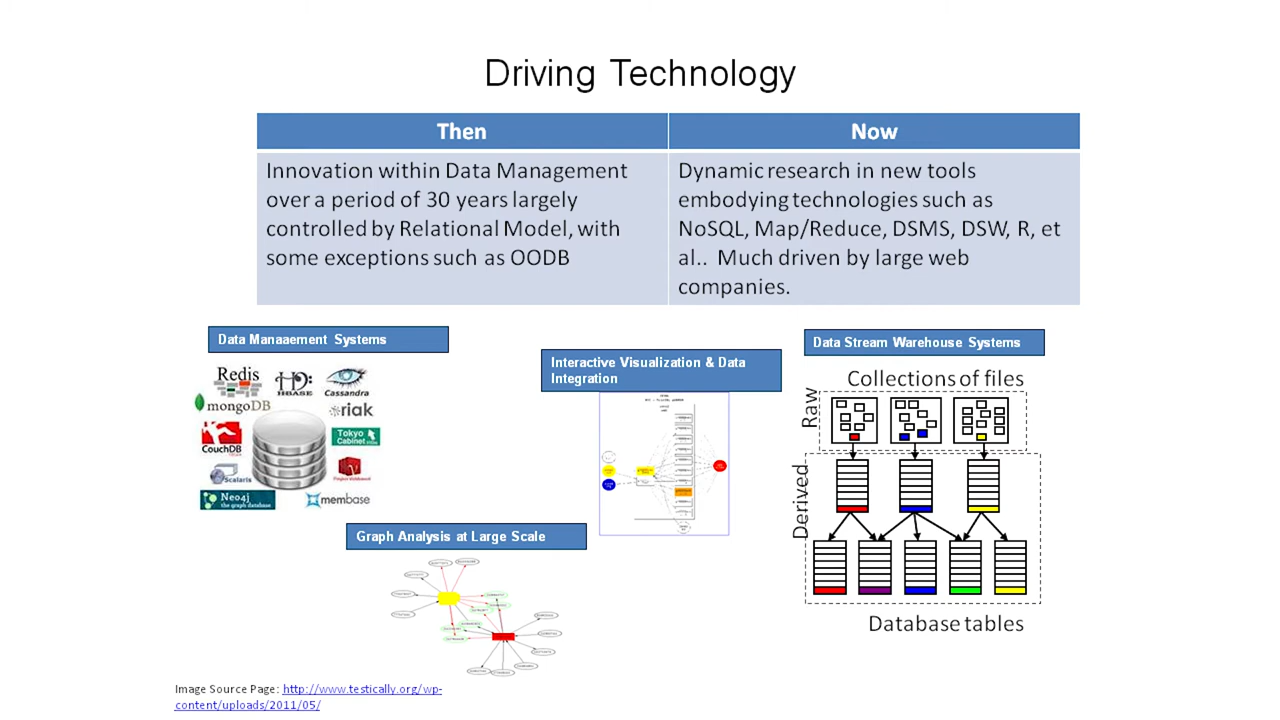 Driving Technology
Then
Now
Innovation within Data Management
over a period of 30 years largely
controlled by Relational Model, with
some exceptions such as OODB
Dynamic research in new tools
embodying technologies such as
NoSQL, Map/Reduce, DSMS, DSW, R, et
al.. Much driven by large web
companies.
Data Manaaement Systems
Redis
HBASE
Cassandra
mongoDB
riak
CouchDB
Tokyo
Cabinet
Scalaris
Neo4j
the graph database
membase
Interactive Visualization & Data
Integration
Data Stream Warehouse Systems
Collections of files
Raw
Derived
Database tables
Graph Analysis at Large Scale
Image Source Page: http://www.testically.org/wp-
content/uploads/2011/05/